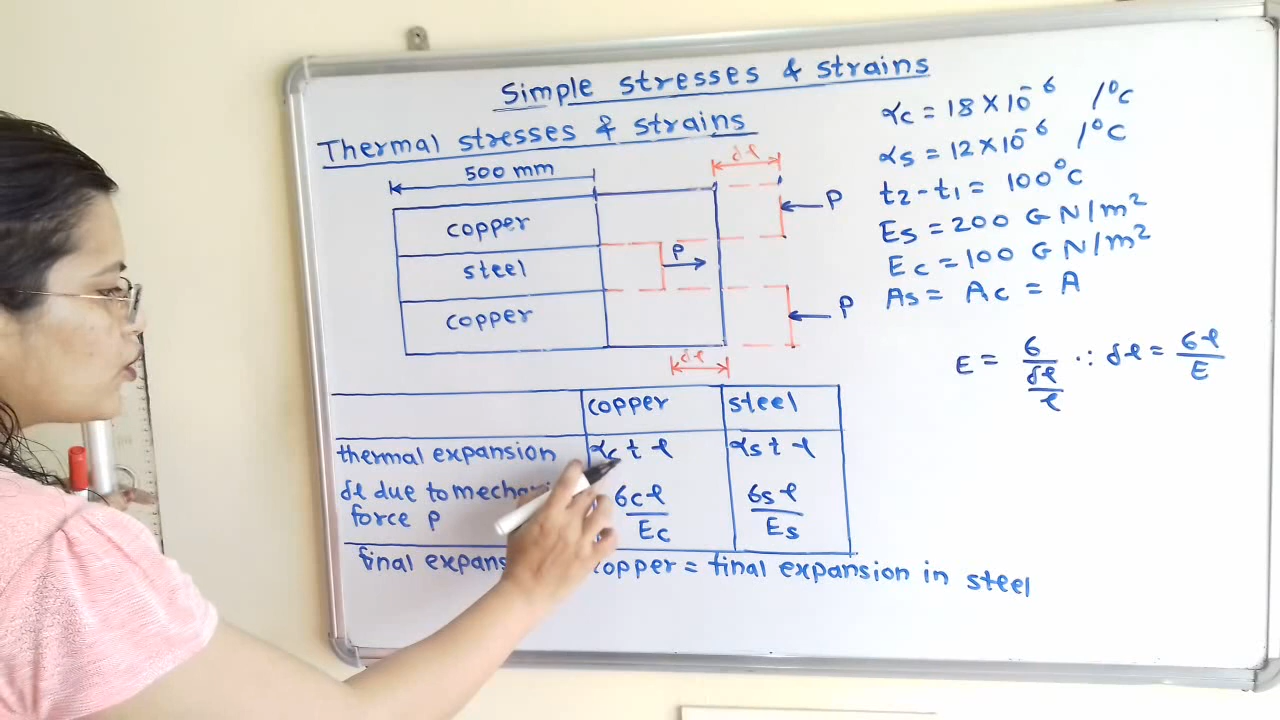 Simple stresses & strains
Thermal stresses & strains
αc = 18 × 10⁻⁶ /°C
αs = 12 × 10⁻⁶ /°C
t2 - t1 = 100°C
Es = 200 GN/m²
Ec = 100 GN/m²
As = Ac = A
E = σ / (δℓ / ℓ) ∴ δℓ = σℓ / E
500 mm
δℓ
copper
P
steel
P
copper
P
δℓ
copper steel
thermal expansion αc t ℓ αs t ℓ
δℓ due to force P σc ℓ / Ec σs ℓ / Es
final copper = final expansion in steel